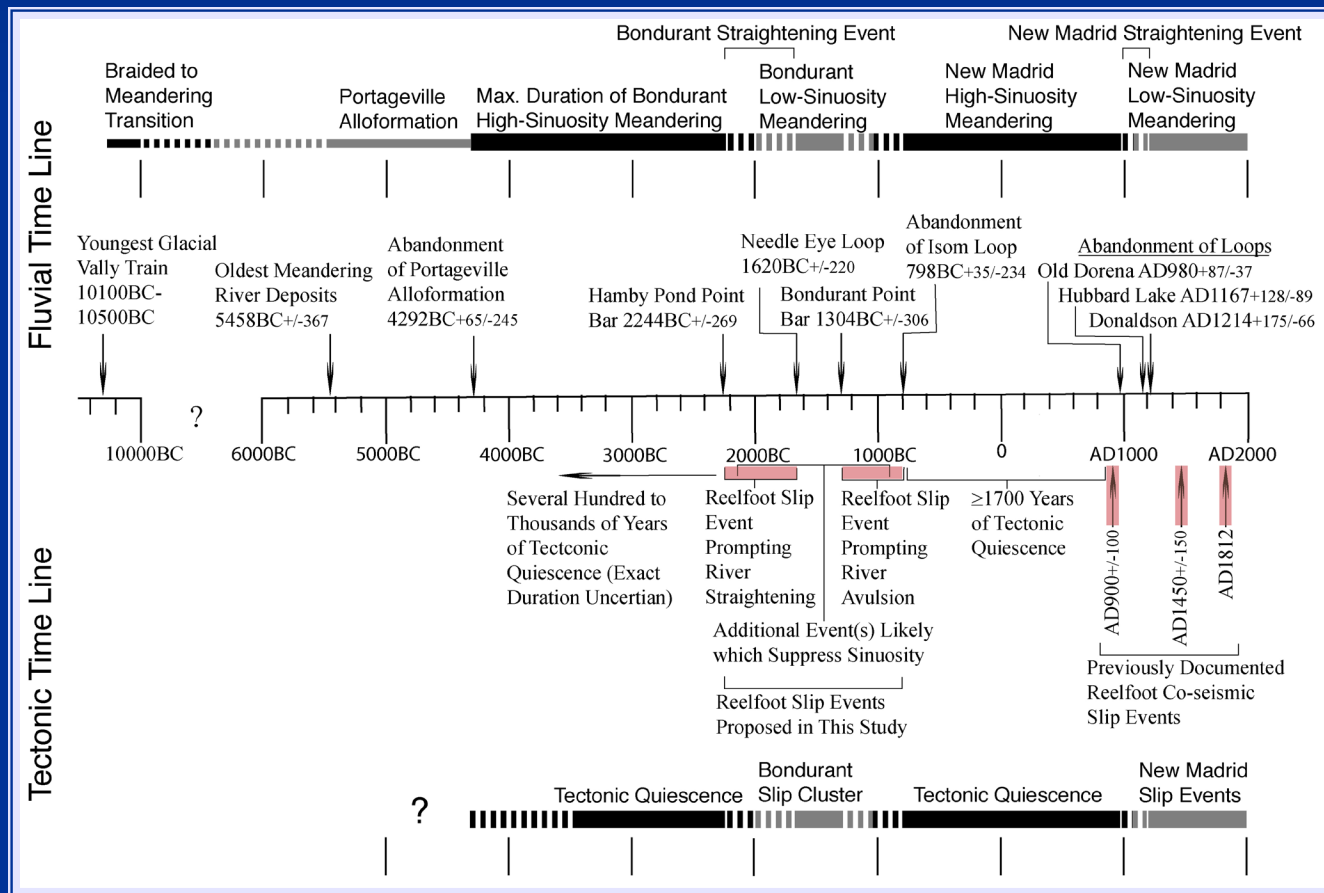 Bondurant Straightening Event
New Madrid Straightening Event
Braided to
Meandering
Transition
Portageville
Alloformation
Max. Duration of Bondurant
High-Sinuosity Meandering
Bondurant
Low-Sinuosity
Meandering
New Madrid
High-Sinuosity
Meandering
New Madrid
Low-Sinuosity
Meandering
Fluvial Time Line
Youngest Glacial
Vally Train
10100BC-
10500BC
Oldest Meandering
River Deposits
5458BC+/-367
Abandonment
of Portageville
Alloformation
4292BC+65/-245
Hamby Pond Point
Bar 2244BC+/-269
Needle Eye Loop
1620BC+/-220
Bondurant Point
Bar 1304BC+/-306
Abandonment
of Isom Loop
798BC+35/-234
Abandonment of Loops
Old Dorena AD980+87/-37
Hubbard Lake AD1167+128/-89
Donaldson AD1214+175/-66
?
10000BC
6000BC
5000BC
4000BC
3000BC
2000BC
1000BC
0
AD1000
AD2000
Tectonic Time Line
Several Hundred to
Thousands of Years
of Tectconic
Quiescence (Exact
Duration Uncertian)
Reelfoot Slip
Event
Prompting
River
Straightening
Reelfoot Slip
Event
Prompting
River
Avulsion
≥1700 Years
of Tectonic
Quiescence
AD900+/-100
AD1450+/-150
AD1812
Additional Event(s) Likely
which Suppress Sinuosity
Reelfoot Slip Events
Proposed in This Study
Previously Documented
Reelfoot Co-seismic
Slip Events
?
Tectonic Quiescence
Bondurant
Slip Cluster
Tectonic Quiescence
New Madrid
Slip Events